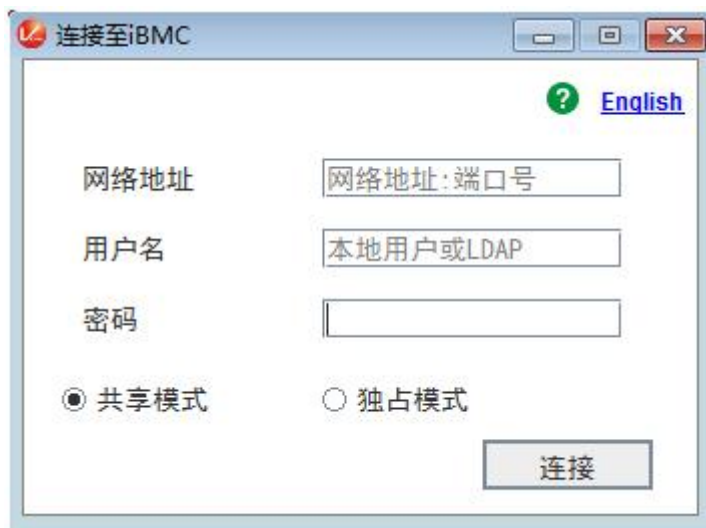 连接至iBMC
? English
网络地址 网络地址:端口号
用户名 本地用户或LDAP
密码
共享模式 独占模式
连接